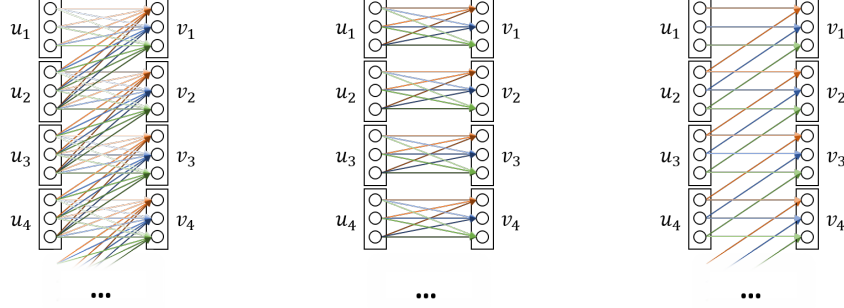 u₁ v₁ u₁ v₁ u₁ v₁
u₂ v₂ u₂ v₂ u₂ v₂
u₃ v₃ u₃ v₃ u₃ v₃
u₄ v₄ u₄ v₄ u₄ v₄
... ... ...